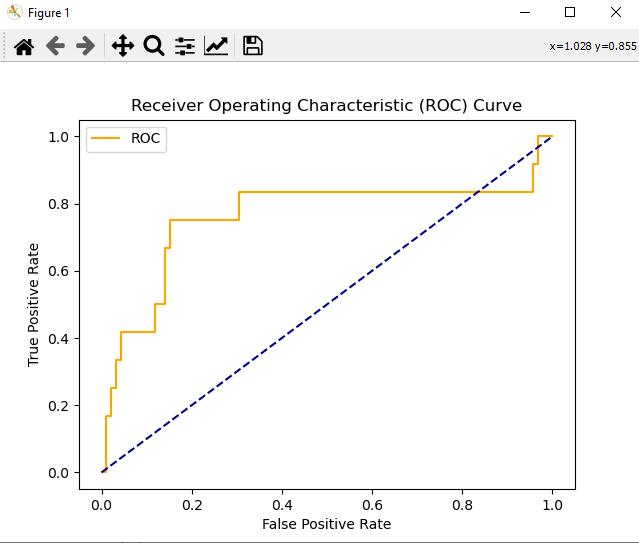 Figure 1
x=1.028 y=0.855
Receiver Operating Characteristic (ROC) Curve
ROC
1.0
0.8
0.6
0.4
0.2
0.0
True Positive Rate
0.0 0.2 0.4 0.6 0.8 1.0
False Positive Rate